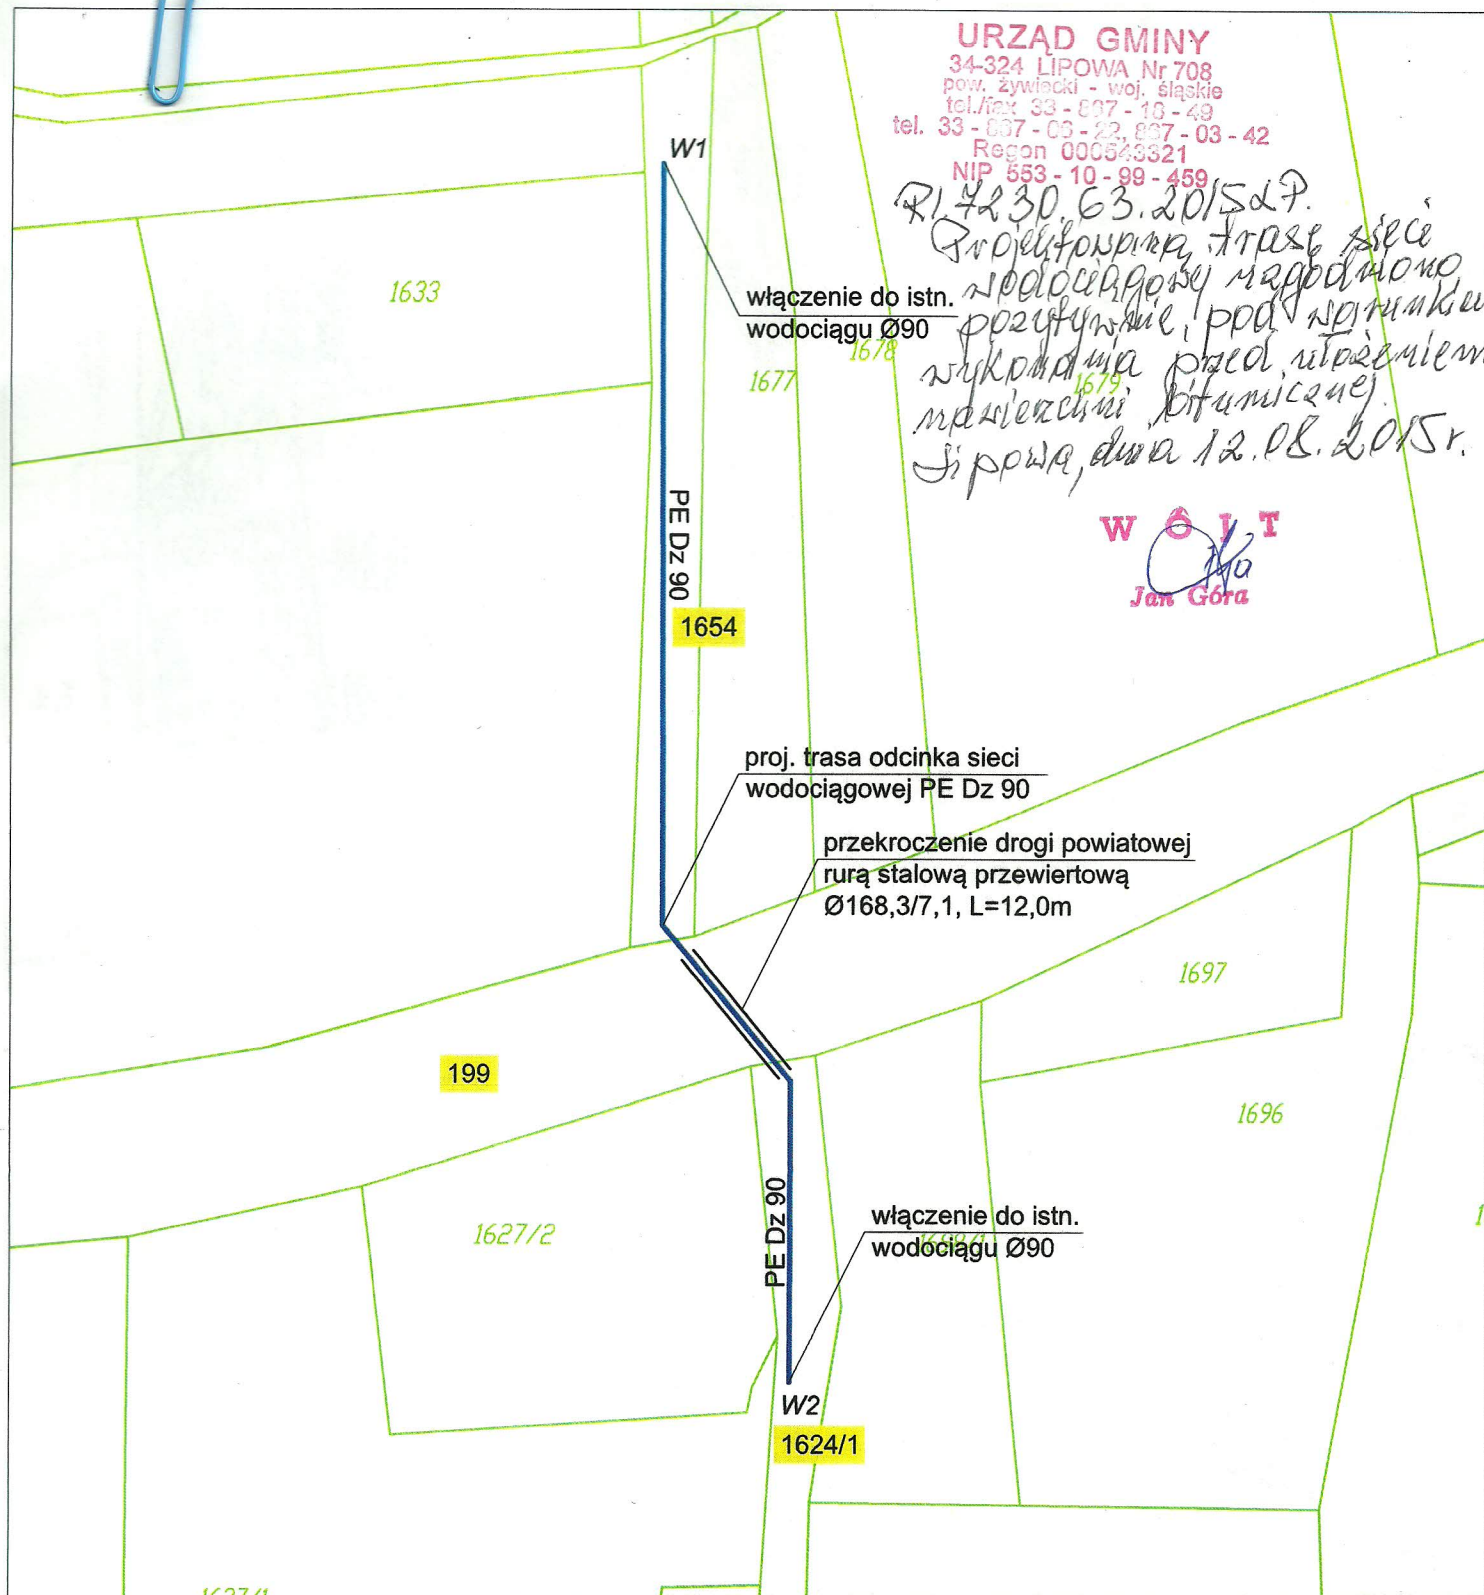 URZĄD GMINY
34-324 LIPOWA Nr 708
pow. żywiecki - woj. śląskie
tel./fax 33 - 867 - 16 - 49
tel. 33 - 867 - 03 - 22, 867 - 03 - 42
Regon 000543321
NIP 553 - 10 - 99 - 459
RI.7230.63.2015ŁP.
Projektowaną trasę sieci
wodociągowej uzgodniono
pozytywnie, pod warunkiem
wykonania przed ułożeniem
nawierzchni bitumicznej.
Lipowa, dnia 12.08.2015r.
WÓJT
Jan Góra
W1
włączenie do istn.
wodociągu Ø90
1633
1678
1677
1679
PE Dz 90
1654
proj. trasa odcinka sieci
wodociągowej PE Dz 90
przekroczenie drogi powiatowej
rurą stalową przewiertową
Ø168,3/7,1, L=12,0m
1697
199
1696
1627/2
PE Dz 90
włączenie do istn.
wodociągu Ø90
W2
1624/1
1627/1